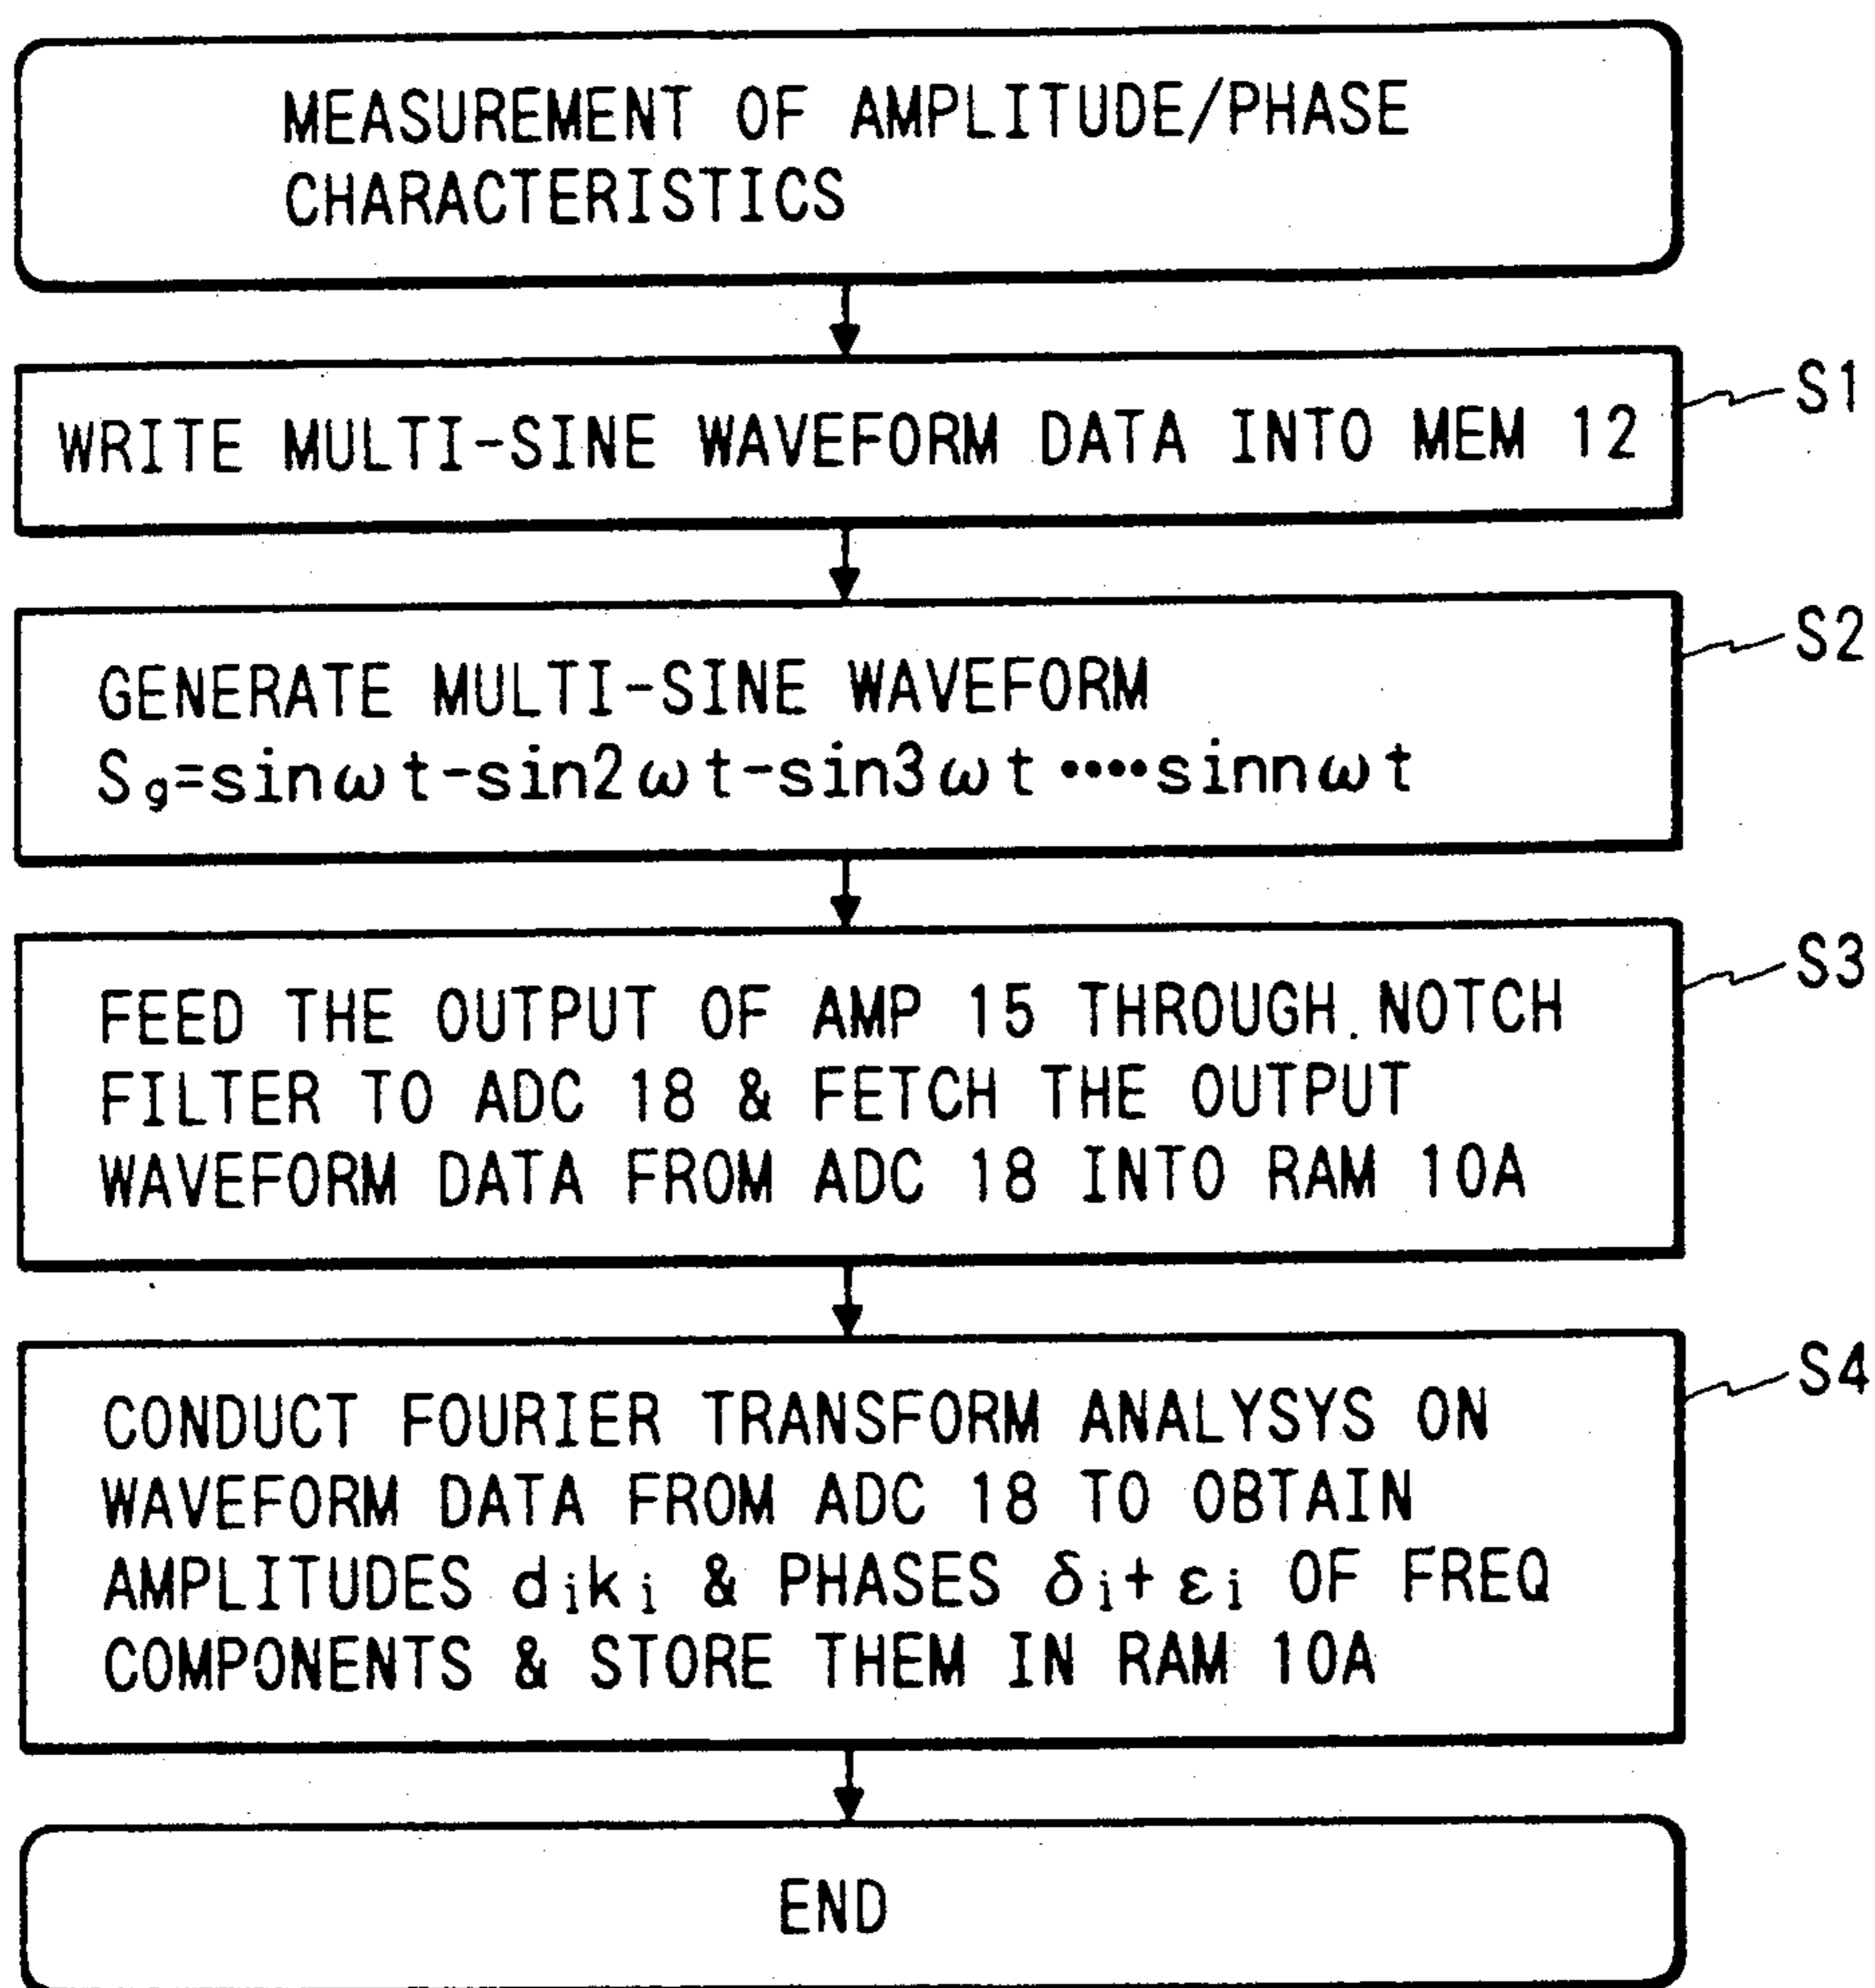 MEASUREMENT OF AMPLITUDE/PHASE
CHARACTERISTICS
S1
WRITE MULTI-SINE WAVEFORM DATA INTO MEM 12
S2
GENERATE MULTI-SINE WAVEFORM
Sg=sinωt-sin2ωt-sin3ωt••••sinnωt
S3
FEED THE OUTPUT OF AMP 15 THROUGH NOTCH
FILTER TO ADC 18 & FETCH THE OUTPUT
WAVEFORM DATA FROM ADC 18 INTO RAM 10A
S4
CONDUCT FOURIER TRANSFORM ANALYSYS ON
WAVEFORM DATA FROM ADC 18 TO OBTAIN
AMPLITUDES diki & PHASES δi+εi OF FREQ
COMPONENTS & STORE THEM IN RAM 10A
END